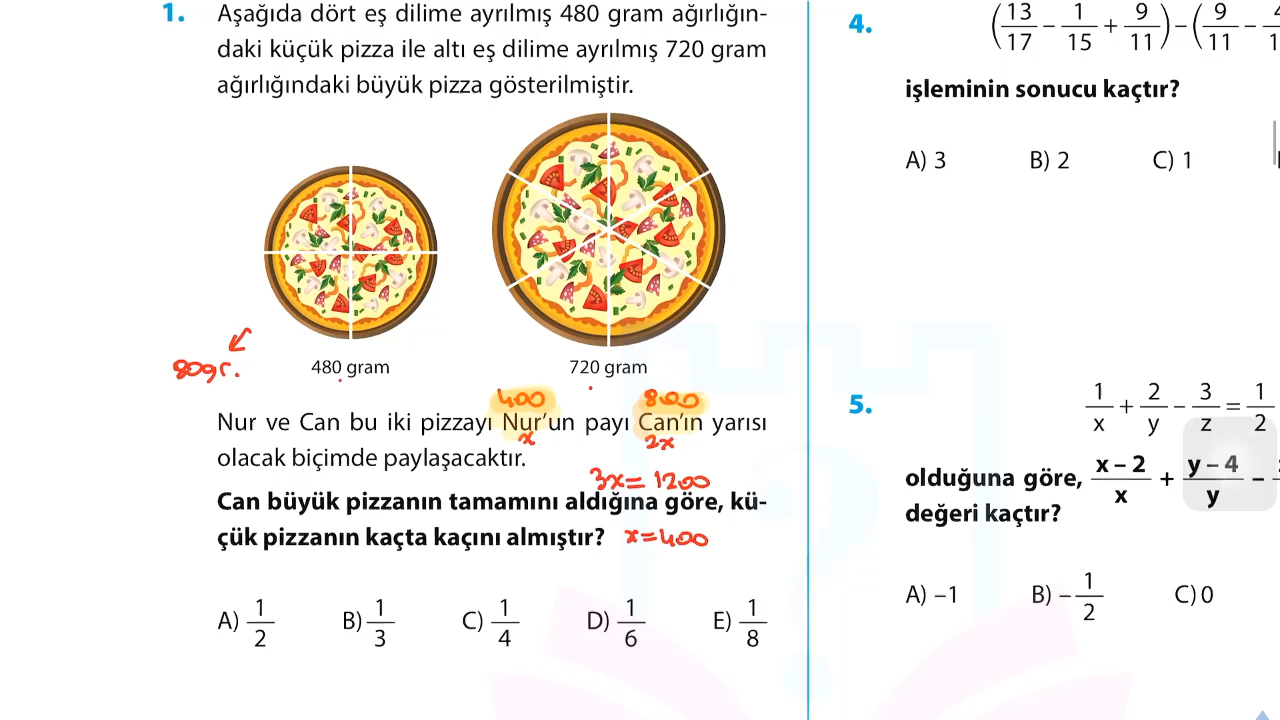 1. Aşağıda dört eş dilime ayrılmış 480 gram ağırlığın-
daki küçük pizza ile altı eş dilime ayrılmış 720 gram
ağırlığındaki büyük pizza gösterilmiştir.
80gr.
480 gram 720 gram
400 800
Nur ve Can bu iki pizzayı Nur'un payı Can'ın yarısı
x 2x
olacak biçimde paylaşacaktır.
3x = 1200
Can büyük pizzanın tamamını aldığına göre, kü-
çük pizzanın kaçta kaçını almıştır? x=400
A) 1/2 B) 1/3 C) 1/4 D) 1/6 E) 1/8
4. (13/17 − 1/15 + 9/11) − (9/11 −
işleminin sonucu kaçtır?
A) 3 B) 2 C) 1
5. 1/x + 2/y − 3/z = 1/2
olduğuna göre, x − 2/x + y − 4/y −
değeri kaçtır?
A) −1 B) −1/2 C) 0